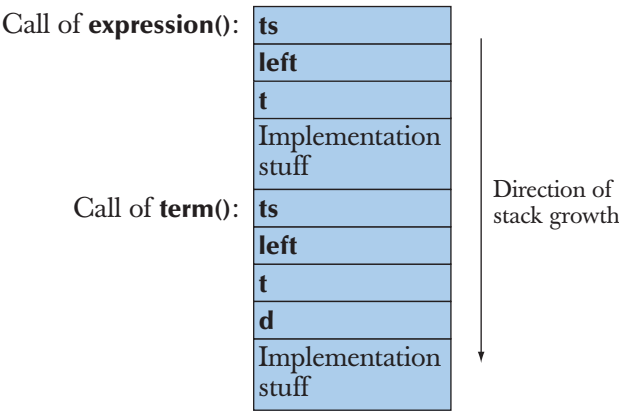 Call of expression():
ts
left
t
Implementation
stuff
Call of term():
ts
left
t
d
Implementation
stuff
Direction of
stack growth